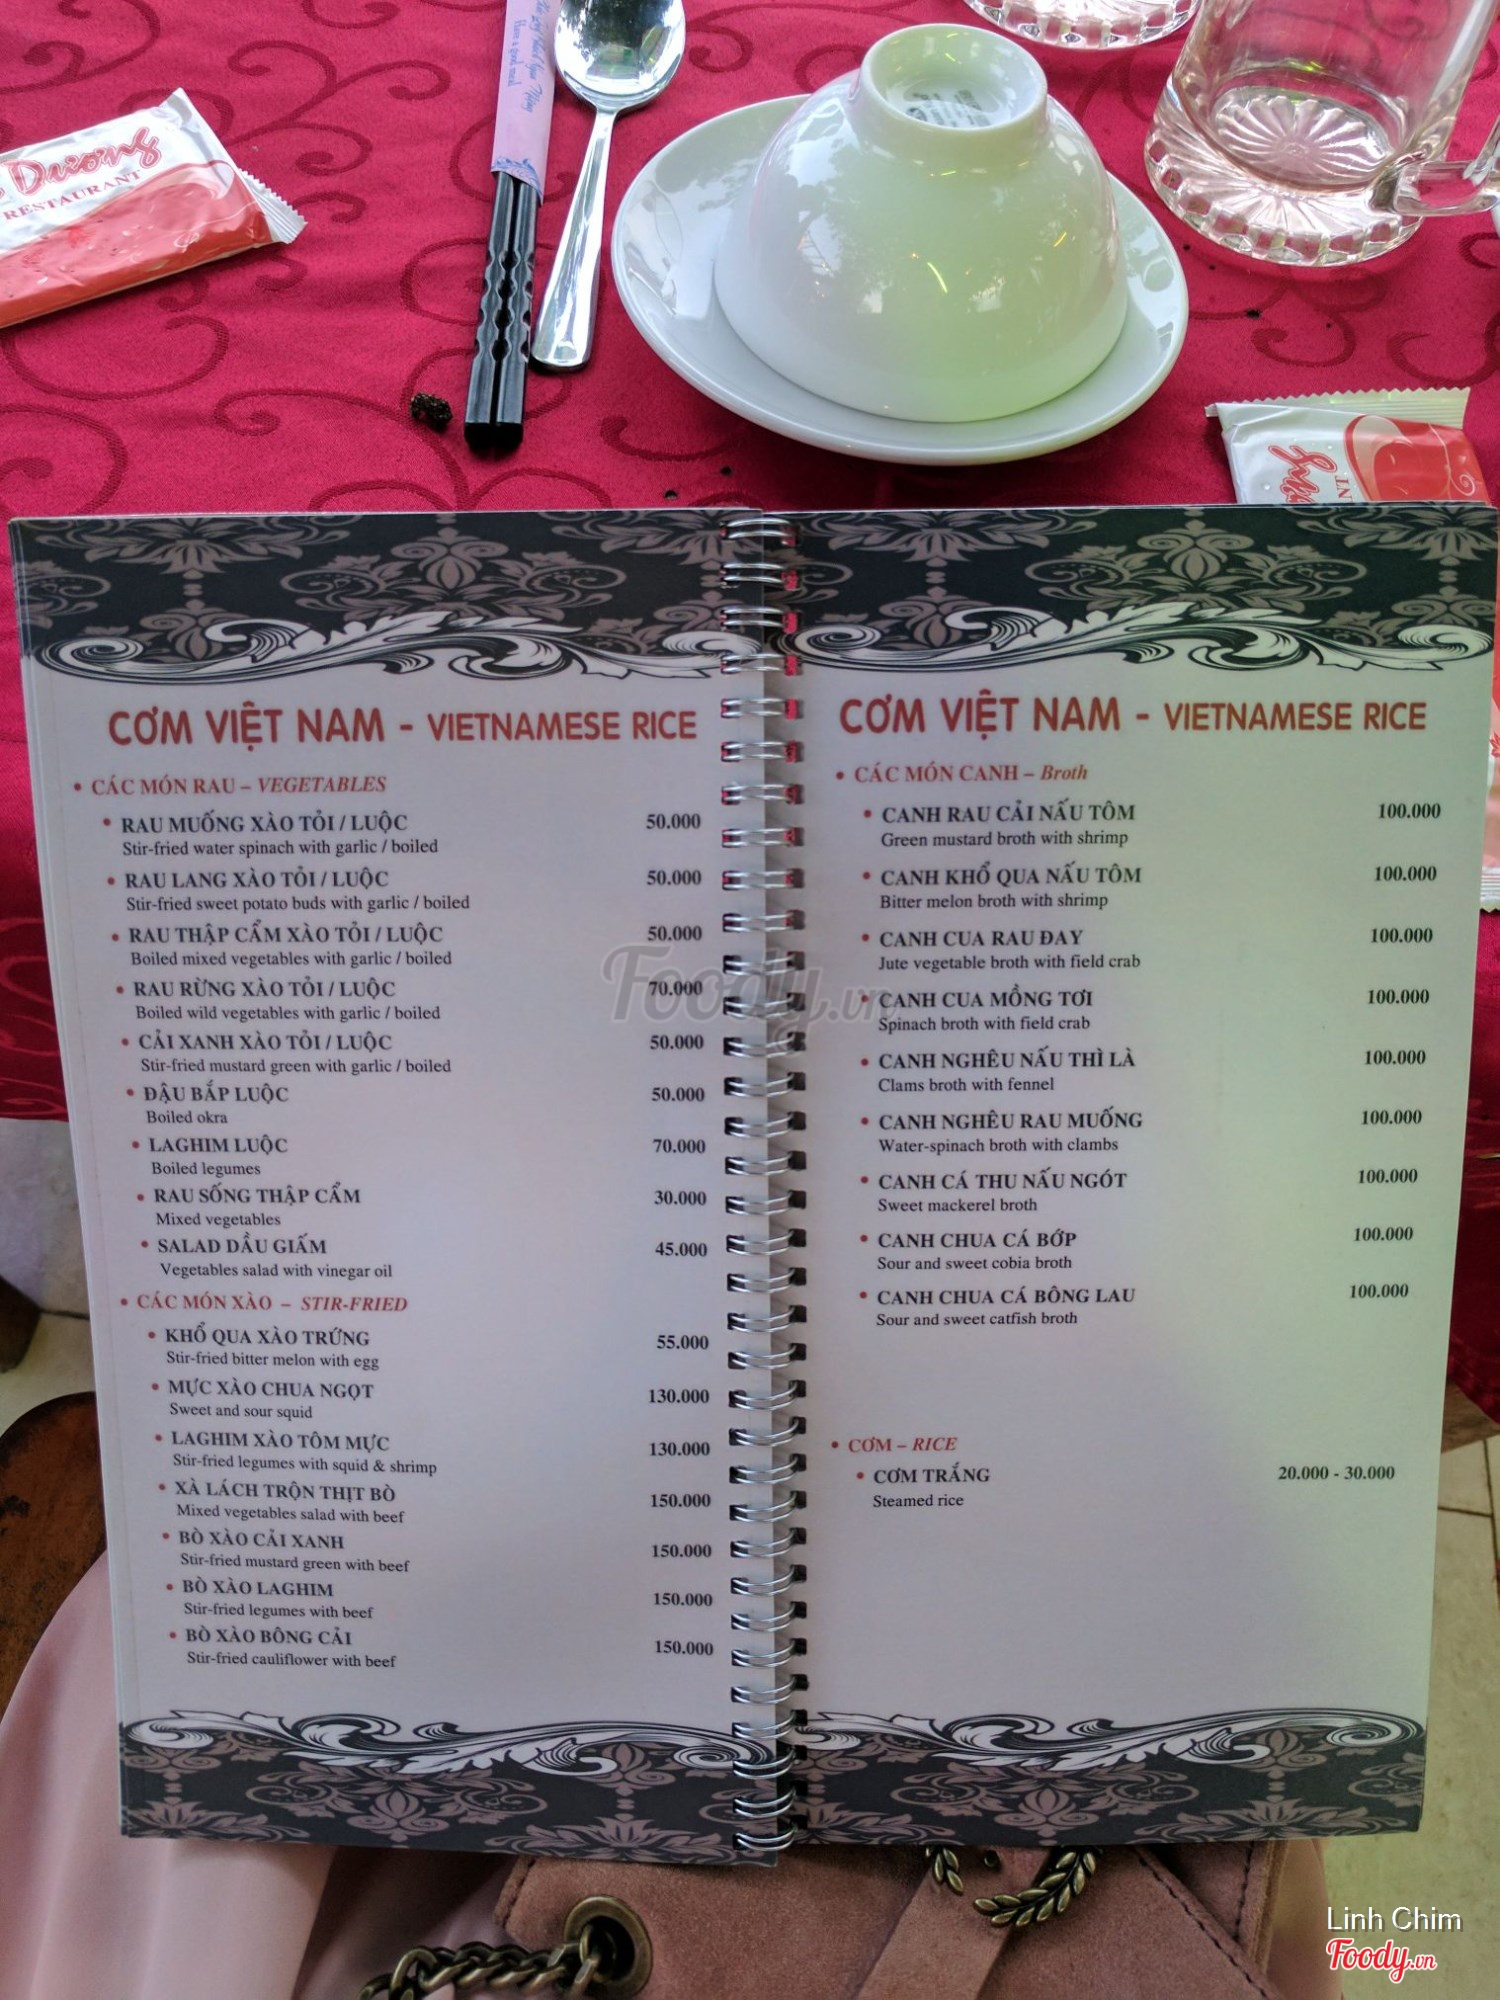 Dương
RESTAURANT
Have a good meal
CƠM VIỆT NAM - VIETNAMESE RICE
• CÁC MÓN RAU – VEGETABLES
• RAU MUỐNG XÀO TỎI / LUỘC 50.000
Stir-fried water spinach with garlic / boiled
• RAU LANG XÀO TỎI / LUỘC 50.000
Stir-fried sweet potato buds with garlic / boiled
• RAU THẬP CẨM XÀO TỎI / LUỘC 50.000
Boiled mixed vegetables with garlic / boiled
• RAU RỪNG XÀO TỎI / LUỘC 70.000
Boiled wild vegetables with garlic / boiled
• CẢI XANH XÀO TỎI / LUỘC 50.000
Stir-fried mustard green with garlic / boiled
• ĐẬU BẮP LUỘC 50.000
Boiled okra
• LAGHIM LUỘC 70.000
Boiled legumes
• RAU SỐNG THẬP CẨM 30.000
Mixed vegetables
• SALAD DẦU GIẤM 45.000
Vegetables salad with vinegar oil
• CÁC MÓN XÀO – STIR-FRIED
• KHỔ QUA XÀO TRỨNG 55.000
Stir-fried bitter melon with egg
• MỰC XÀO CHUA NGỌT 130.000
Sweet and sour squid
• LAGHIM XÀO TÔM MỰC 130.000
Stir-fried legumes with squid & shrimp
• XÀ LÁCH TRỘN THỊT BÒ 150.000
Mixed vegetables salad with beef
• BÒ XÀO CẢI XANH 150.000
Stir-fried mustard green with beef
• BÒ XÀO LAGHIM 150.000
Stir-fried legumes with beef
• BÒ XÀO BÔNG CẢI 150.000
Stir-fried cauliflower with beef
CƠM VIỆT NAM - VIETNAMESE RICE
• CÁC MÓN CANH – Broth
• CANH RAU CẢI NẤU TÔM 100.000
Green mustard broth with shrimp
• CANH KHỔ QUA NẤU TÔM 100.000
Bitter melon broth with shrimp
• CANH CUA RAU ĐAY 100.000
Jute vegetable broth with field crab
• CANH CUA MỒNG TƠI 100.000
Spinach broth with field crab
• CANH NGHÊU NẤU THÌ LÀ 100.000
Clams broth with fennel
• CANH NGHÊU RAU MUỐNG 100.000
Water-spinach broth with clambs
• CANH CÁ THU NẤU NGÓT 100.000
Sweet mackerel broth
• CANH CHUA CÁ BỚP 100.000
Sour and sweet cobia broth
• CANH CHUA CÁ BÔNG LAU 100.000
Sour and sweet catfish broth
• CƠM – RICE
• CƠM TRẮNG 20.000 - 30.000
Steamed rice
Foody.vn
Linh Chim
Foody.vn